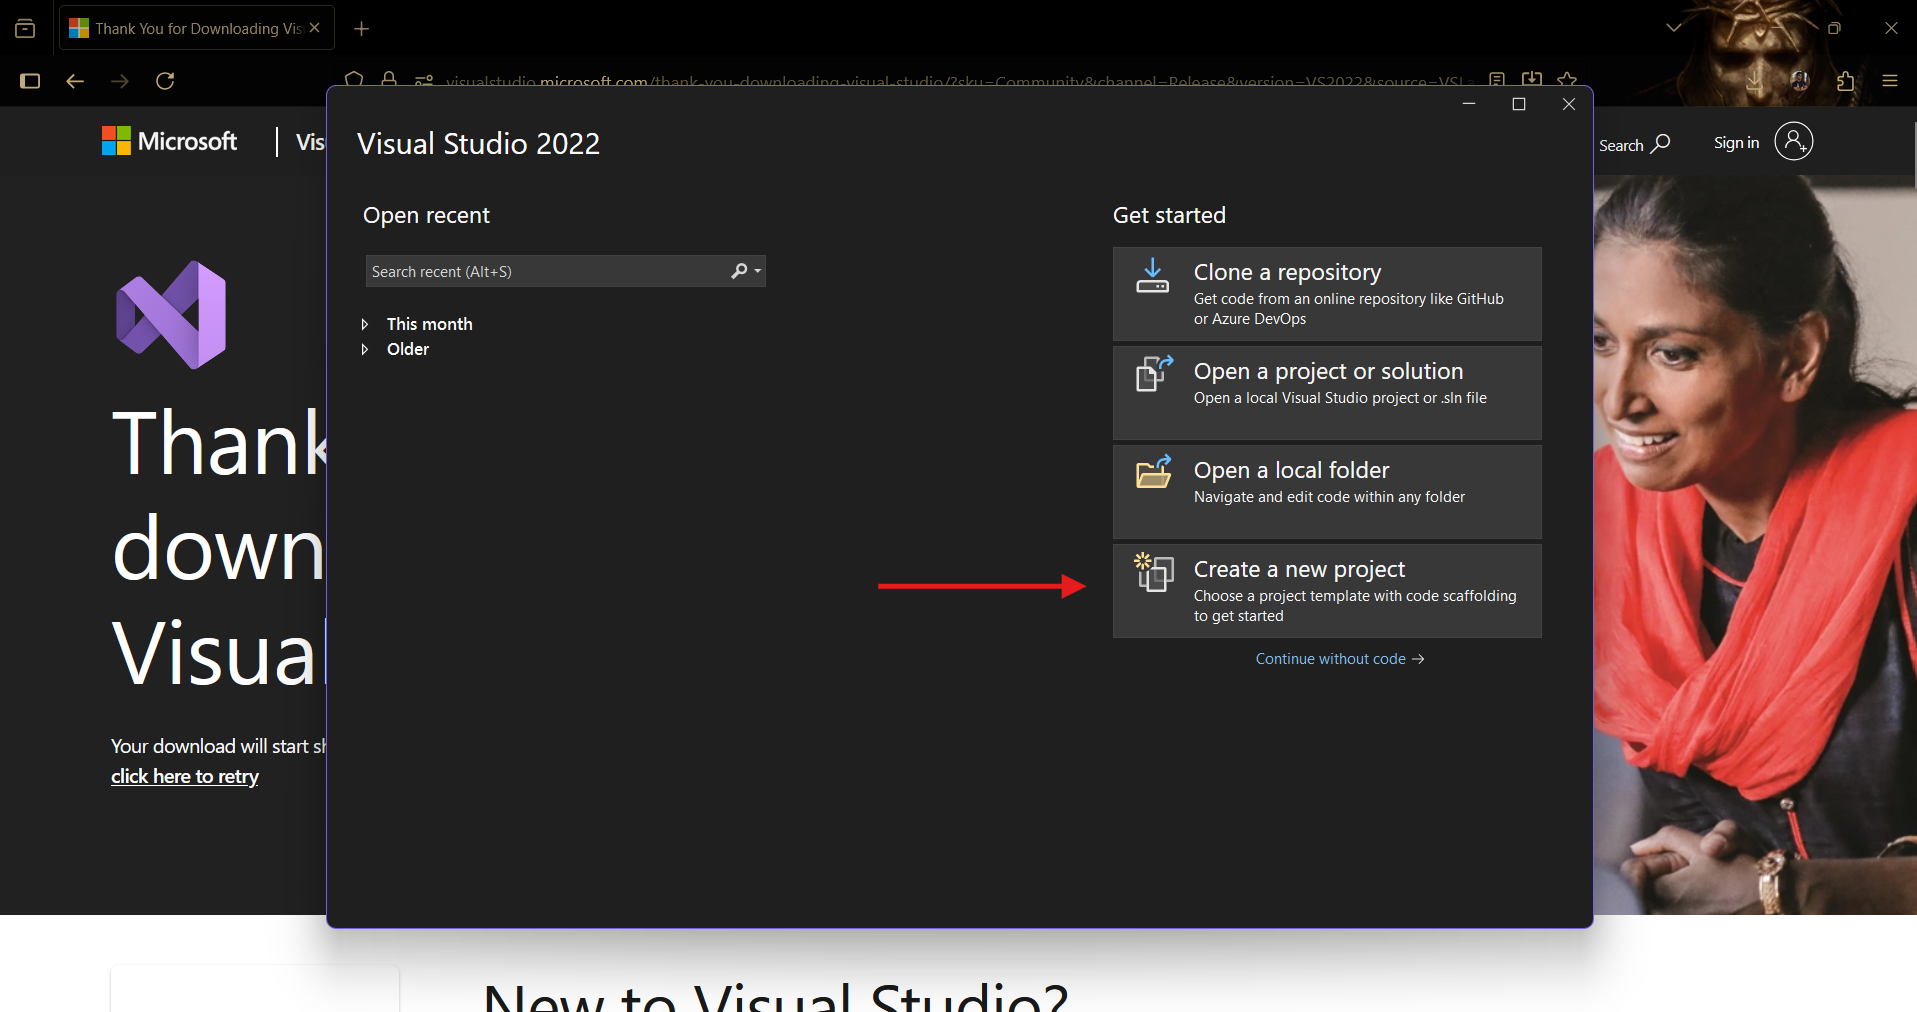 Thank You for Downloading Vis
visualstudio.microsoft.com/thank-you-downloading-visual-studio/?sku=Community&channel=Release&version=VS2022&source=VSLa
Microsoft
Vis
Search
Sign in
Visual Studio 2022
Open recent
Search recent (Alt+S)
This month
Older
Get started
Clone a repository
Get code from an online repository like GitHub
or Azure DevOps
Open a project or solution
Open a local Visual Studio project or .sln file
Open a local folder
Navigate and edit code within any folder
Create a new project
Choose a project template with code scaffolding
to get started
Continue without code →
Thank
down
Visual
Your download will start sh
click here to retry
New to Visual Studio?